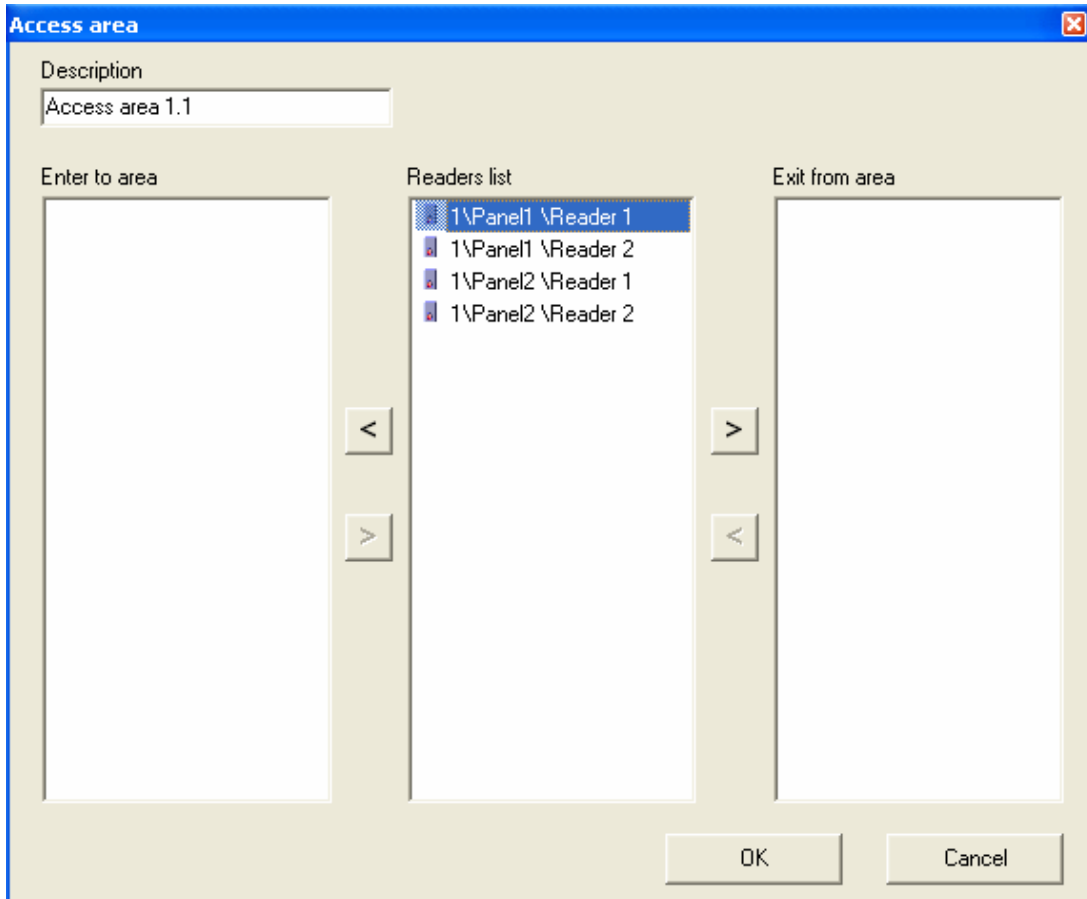 Access area
Description
Access area 1.1
Enter to area
Readers list
Exit from area
1\Panel1 \Reader 1
1\Panel1 \Reader 2
1\Panel2 \Reader 1
1\Panel2 \Reader 2
<
>
>
<
OK
Cancel